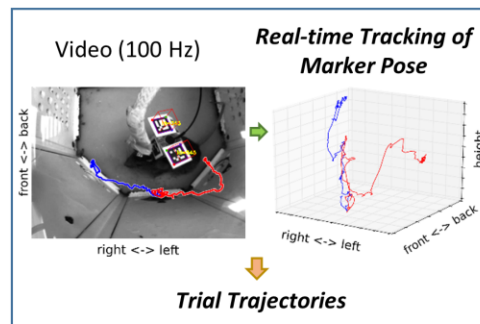 Video (100 Hz)
Real-time Tracking of
Marker Pose
front <-> back
right <-> left
height
right <-> left
front <-> back
Trial Trajectories